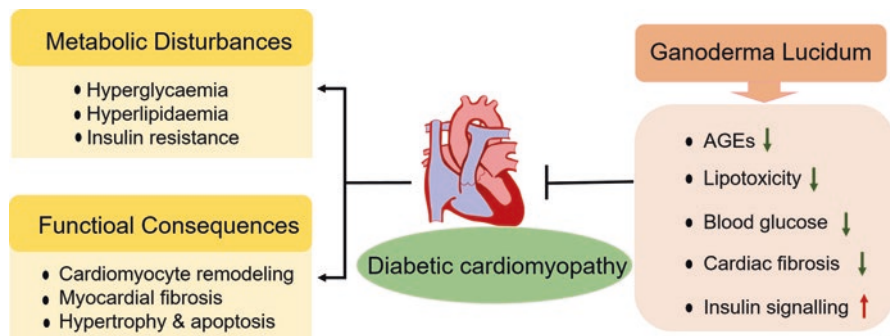 Metabolic Disturbances
• Hyperglycaemia
• Hyperlipidaemia
• Insulin resistance
Functioal Consequences
• Cardiomyocyte remodeling
• Myocardial fibrosis
• Hypertrophy & apoptosis
Diabetic cardiomyopathy
Ganoderma Lucidum
• AGEs ↓
• Lipotoxicity ↓
• Blood glucose ↓
• Cardiac fibrosis ↓
• Insulin signalling ↑